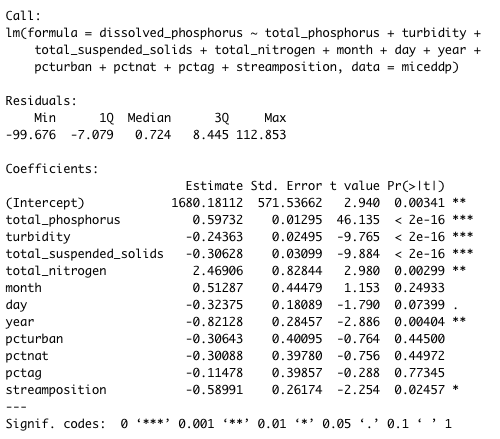 Call:
lm(formula = dissolved_phosphorus ~ total_phosphorus + turbidity +
    total_suspended_solids + total_nitrogen + month + day + year +
    pcturban + pctnat + pctag + streamposition, data = miceddp)

Residuals:
    Min      1Q  Median      3Q     Max
-99.676  -7.079   0.724   8.445 112.853

Coefficients:
                         Estimate Std. Error t value Pr(>|t|)
(Intercept)            1680.18112  571.53662   2.940  0.00341 **
total_phosphorus          0.59732    0.01295  46.135  < 2e-16 ***
turbidity                -0.24363    0.02495  -9.765  < 2e-16 ***
total_suspended_solids   -0.30628    0.03099  -9.884  < 2e-16 ***
total_nitrogen            2.46906    0.82844   2.980  0.00299 **
month                     0.51287    0.44479   1.153  0.24933
day                      -0.32375    0.18089  -1.790  0.07399 .
year                     -0.82128    0.28457  -2.886  0.00404 **
pcturban                 -0.30643    0.40095  -0.764  0.44500
pctnat                   -0.30088    0.39780  -0.756  0.44972
pctag                    -0.11478    0.39857  -0.288  0.77345
streamposition           -0.58991    0.26174  -2.254  0.02457 *
---
Signif. codes:  0 ‘***’ 0.001 ‘**’ 0.01 ‘*’ 0.05 ‘.’ 0.1 ‘ ’ 1